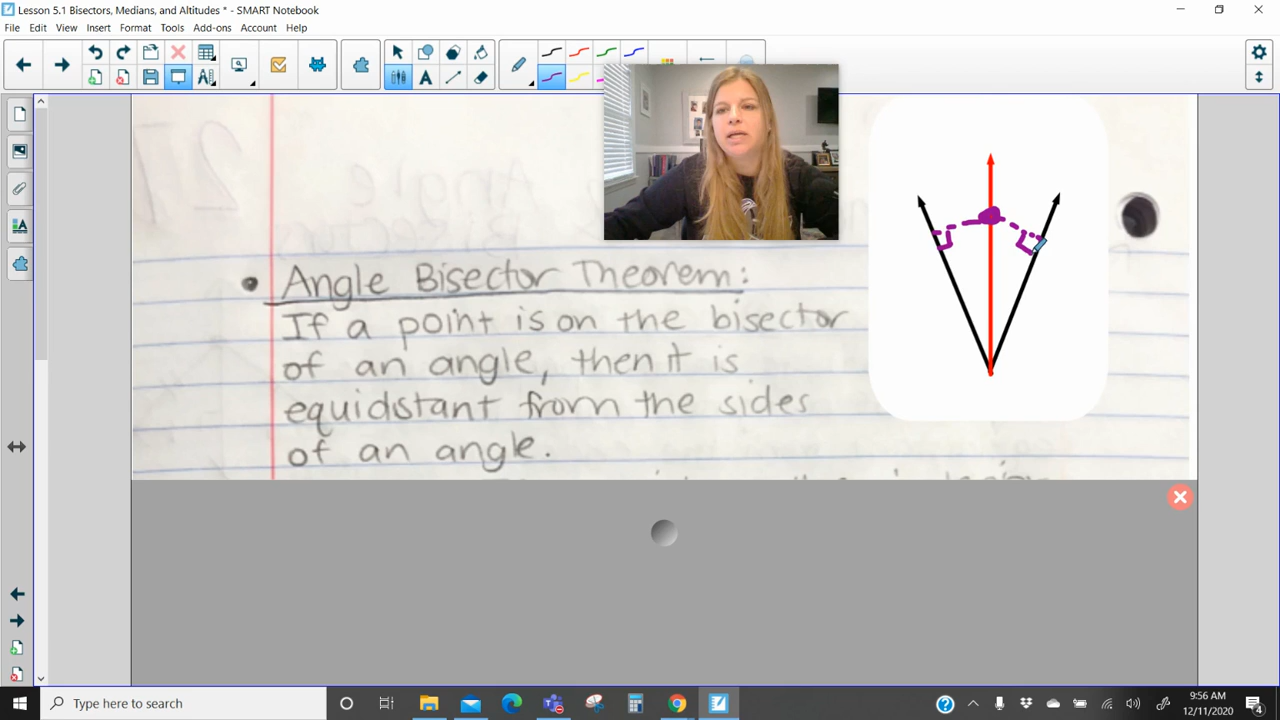 Lesson 5.1 Bisectors, Medians, and Altitudes * - SMART Notebook
File Edit View Insert Format Tools Add-ons Account Help
Angle Bisector Theorem:
If a point is on the bisector
of an angle, then it is
equidistant from the sides
of an angle.
Type here to search
9:56 AM
12/11/2020
4